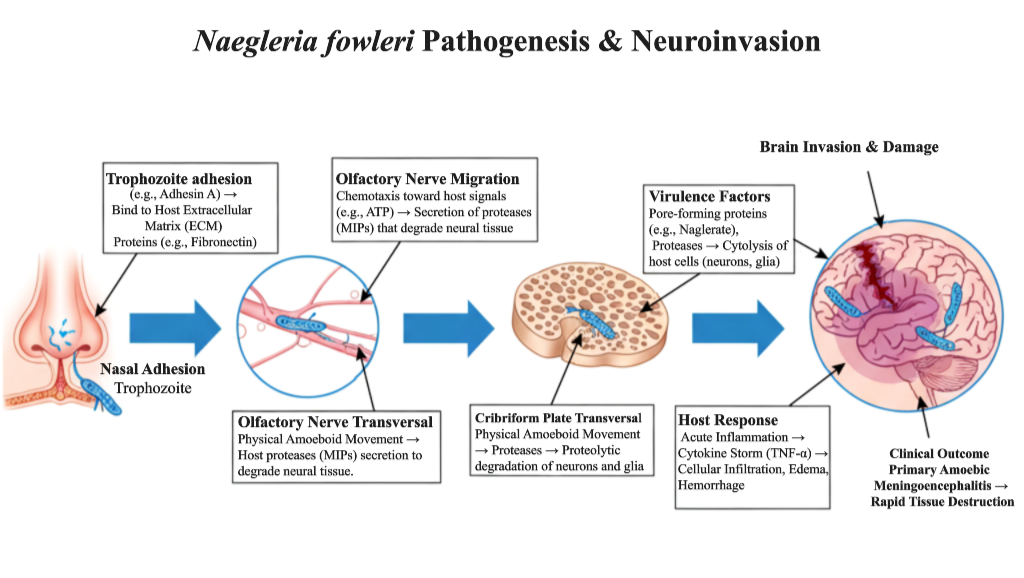 Naegleria fowleri Pathogenesis & Neuroinvasion
Trophozoite adhesion
(e.g., Adhesin A) →
Bind to Host Extracellular
Matrix (ECM)
Proteins (e.g., Fibronectin)
Nasal Adhesion
Trophozoite
Olfactory Nerve Migration
Chemotaxis toward host signals
(e.g., ATP) → Secretion of proteases
(MIPs) that degrade neural tissue
Olfactory Nerve Transversal
Physical Amoeboid Movement →
Host proteases (MIPs) secretion to
degrade neural tissue.
Cribriform Plate Transversal
Physical Amoeboid Movement
→ Proteases → Proteolytic
degradation of neurons and glia
Virulence Factors
Pore-forming proteins
(e.g., Naglerate),
Proteases → Cytolysis of
host cells (neurons, glia)
Brain Invasion & Damage
Host Response
Acute Inflammation →
Cytokine Storm (TNF-α) →
Cellular Infiltration, Edema,
Hemorrhage
Clinical Outcome
Primary Amoebic
Meningoencephalitis →
Rapid Tissue Destruction